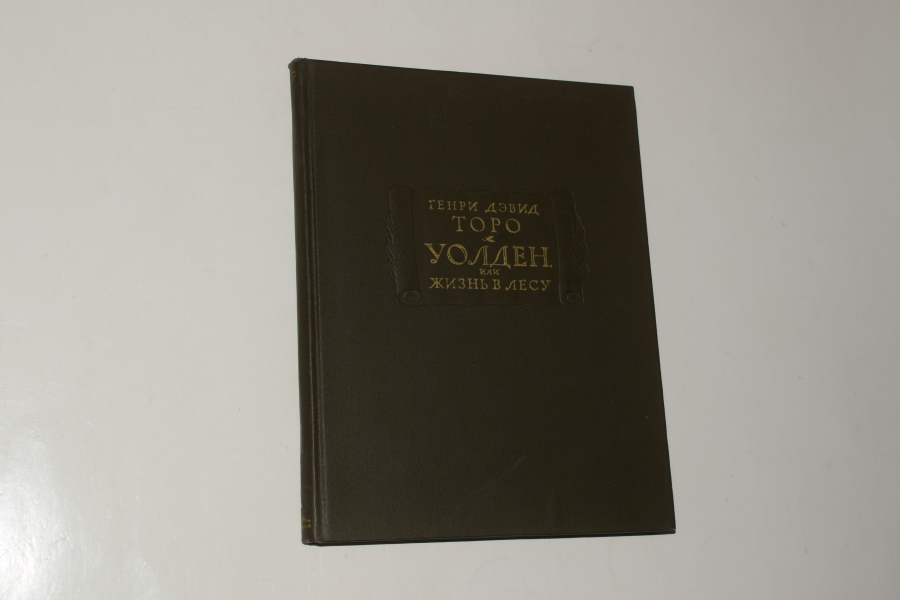 ГЕНРИ ДЭВИД
ТОРО
УОЛДЕН
ИЛИ
ЖИЗНЬ В ЛЕСУ